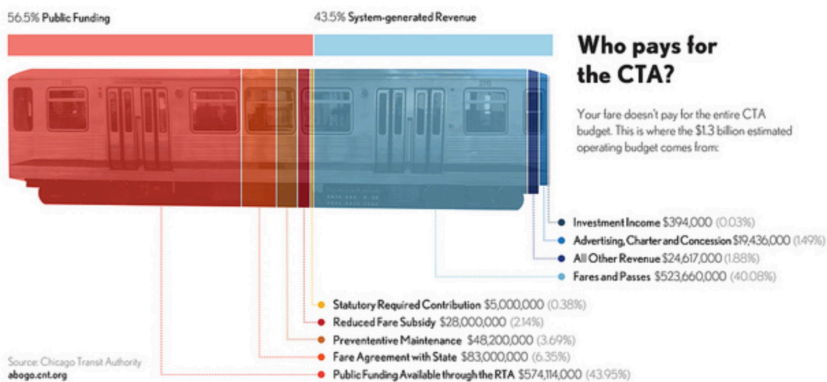 56.5% Public Funding
43.5% System-generated Revenue
Who pays for
the CTA?
Your fare doesn't pay for the entire CTA
budget. This is where the $1.3 billion estimated
operating budget comes from:
Investment Income $394,000 (0.03%)
Advertising, Charter and Concession $19,436,000 (1.49%)
All Other Revenue $24,617,000 (1.88%)
Fares and Passes $523,660,000 (40.08%)
Statutory Required Contribution $5,000,000 (0.38%)
Reduced Fare Subsidy $28,000,000 (2.14%)
Prevententive Maintenance $48,200,000 (3.69%)
Fare Agreement with State $83,000,000 (6.35%)
Public Funding Available through the RTA $574,114,000 (43.95%)
Source: Chicago Transit Authority
abogo.cnt.org